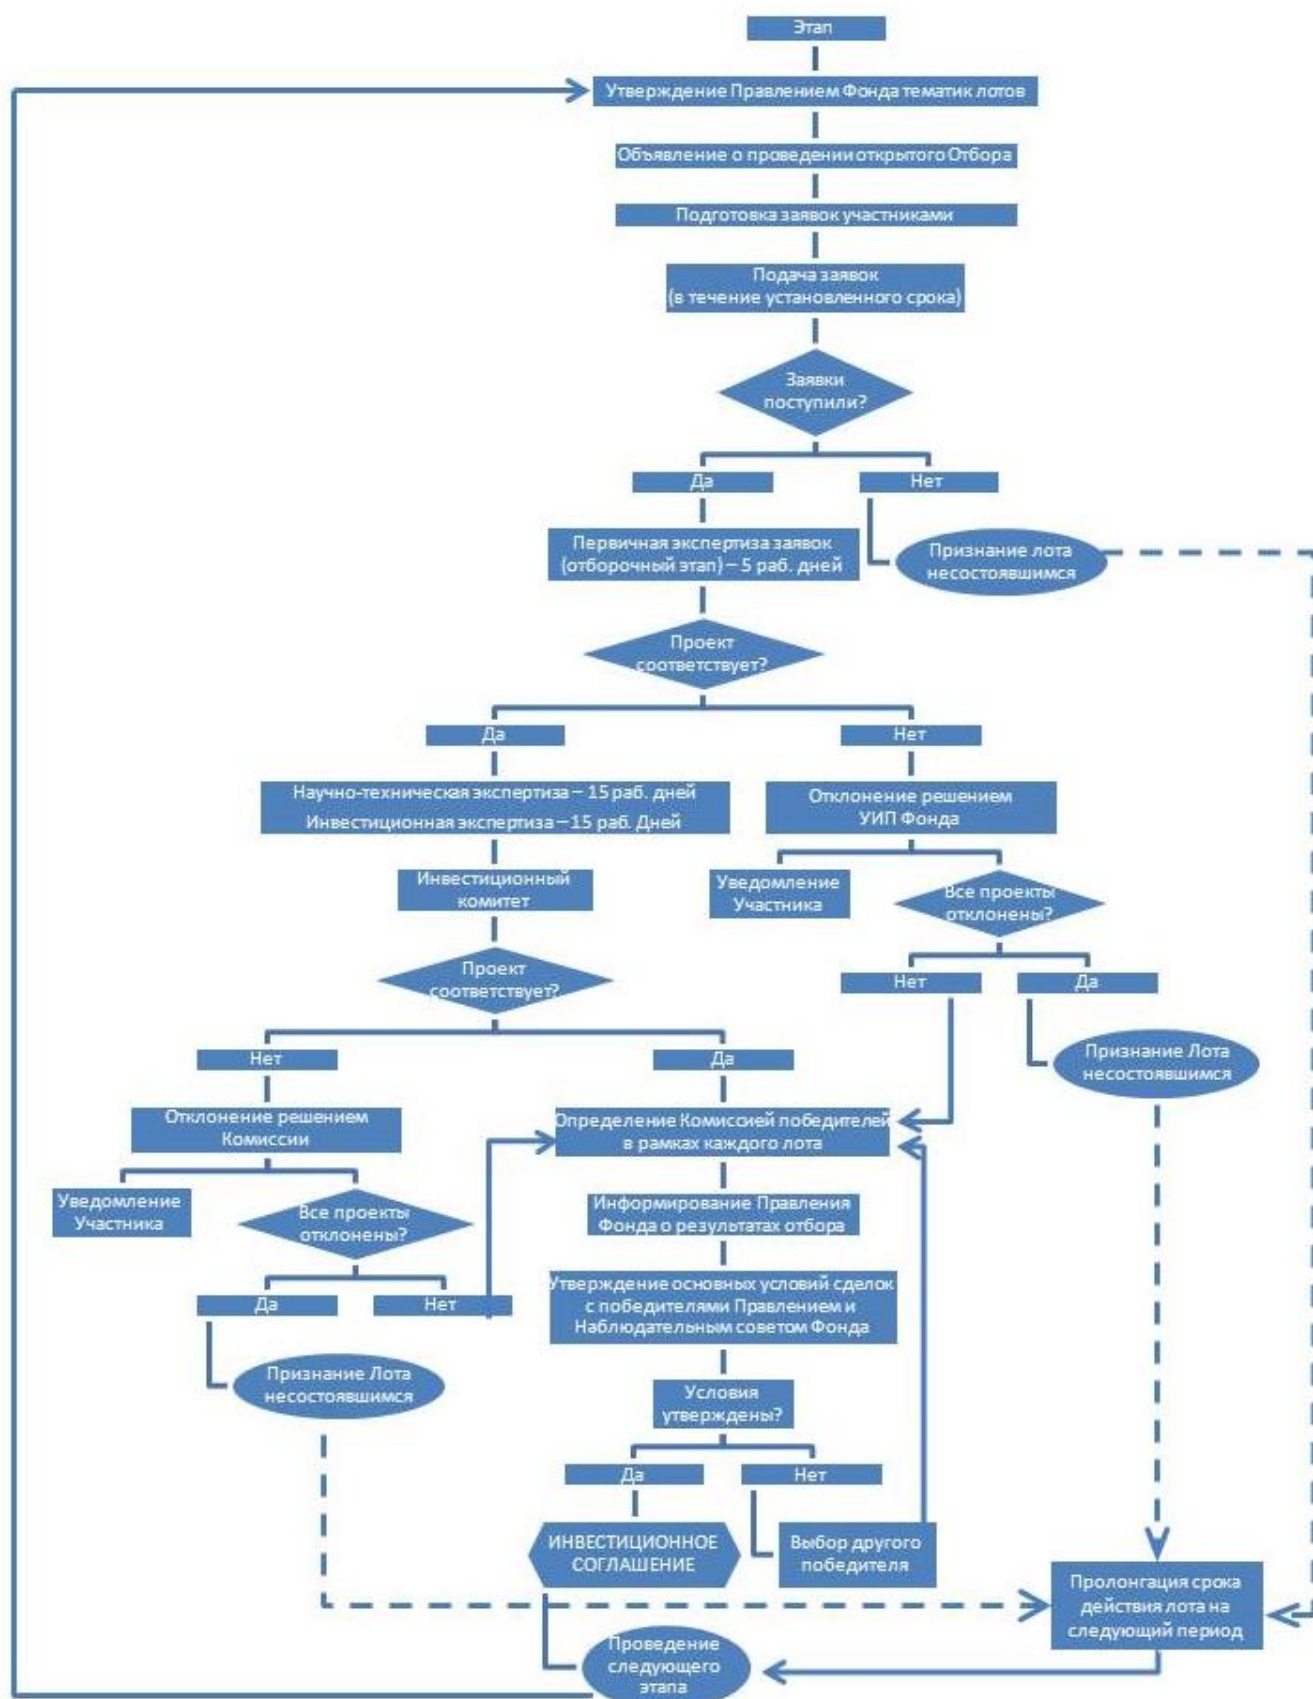 Этап
Утверждение Правлением Фонда тематик лотов
Объявление о проведении открытого Отбора
Подготовка заявок участниками
Подача заявок
(в течение установленного срока)
Заявки
поступили?
Да
Нет
Первичная экспертиза заявок
(отборочный этап) – 5 раб. дней
Признание лота
несостоявшимся
Проект
соответствует?
Да
Нет
Научно-техническая экспертиза – 15 раб. дней
Инвестиционная экспертиза – 15 раб. Дней
Отклонение решением
УИП Фонда
Инвестиционный
комитет
Уведомление
Участника
Все проекты
отклонены?
Проект
соответствует?
Нет
Да
Нет
Да
Признание Лота
несостоявшимся
Отклонение решением
Комиссии
Определение Комиссией победителей
в рамках каждого лота
Уведомление
Участника
Все проекты
отклонены?
Информирование Правления
Фонда о результатах отбора
Да
Нет
Утверждение основных условий сделок
с победителями Правлением и
Наблюдательным советом Фонда
Признание Лота
несостоявшимся
Условия
утверждены?
Да
Нет
ИНВЕСТИЦИОННОЕ
СОГЛАШЕНИЕ
Выбор другого
победителя
Пролонгация срока
действия лота на
следующий период
Проведение
следующего
этапа